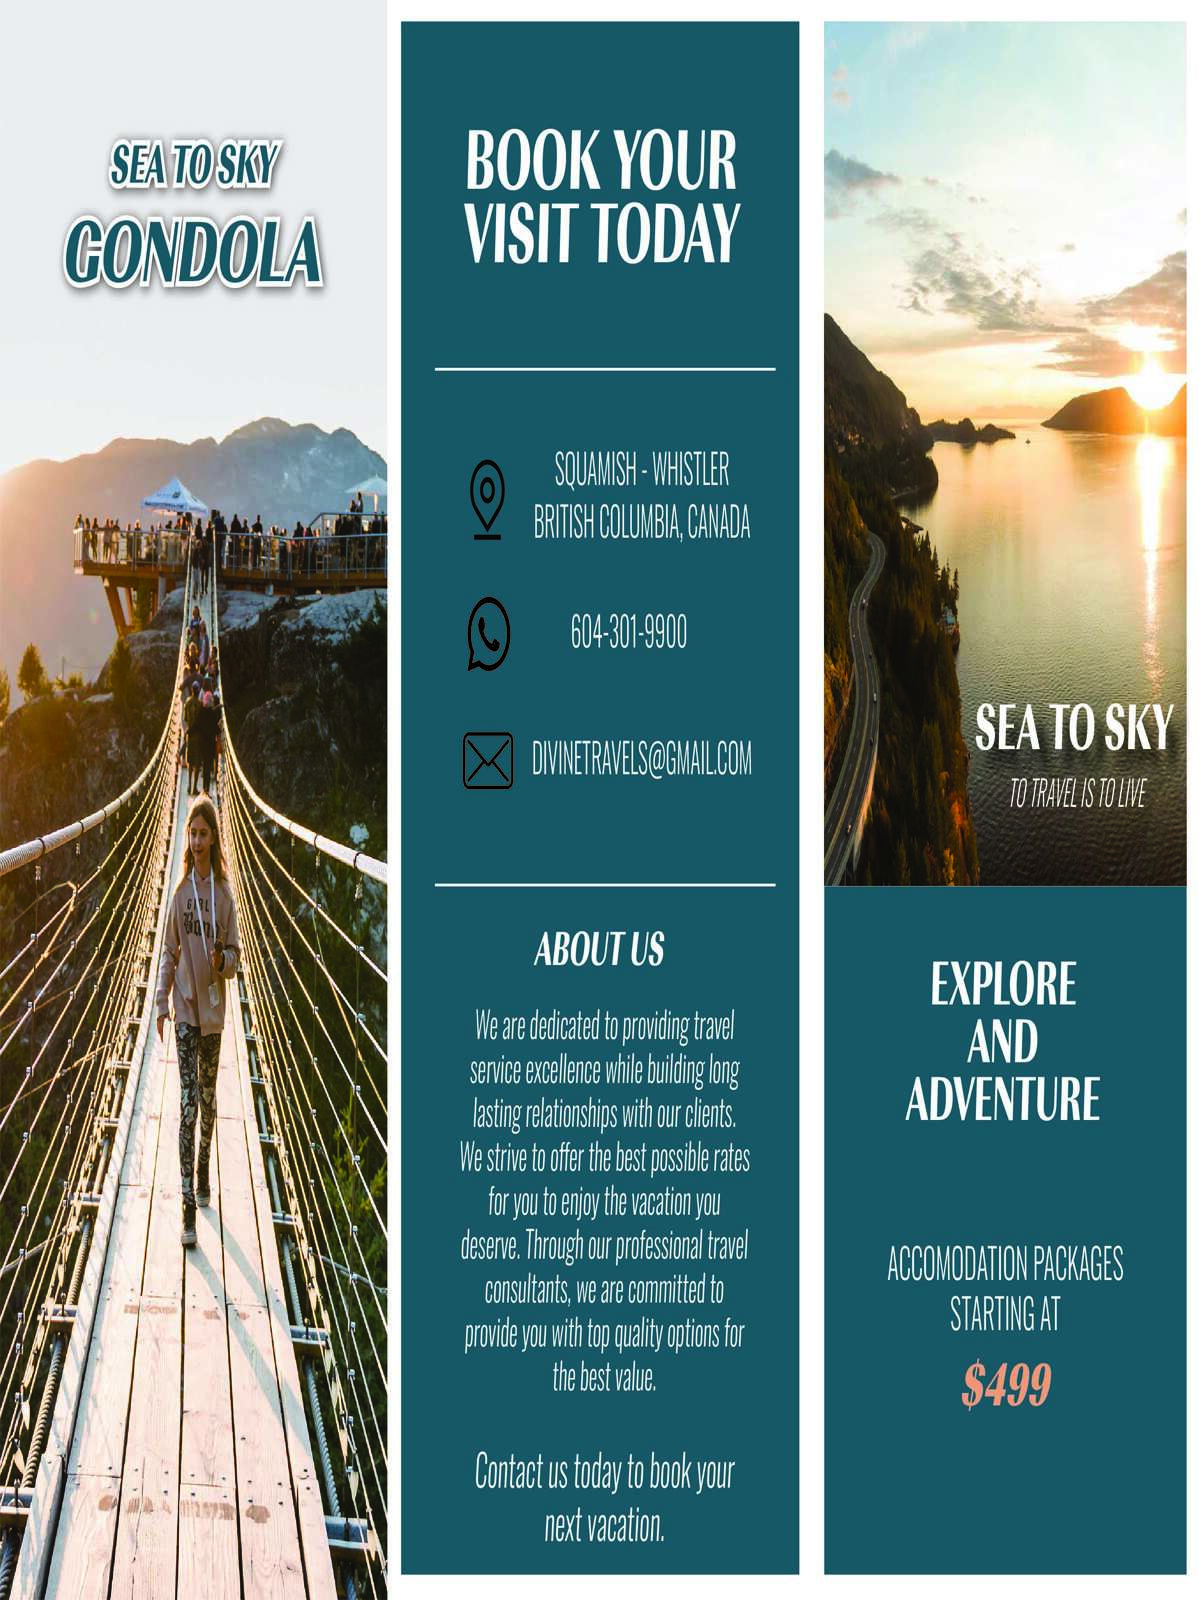 SEA TO SKY
GONDOLA
BOOK YOUR
VISIT TODAY
SQUAMISH - WHISTLER
BRITISH COLUMBIA, CANADA
604-301-9900
DIVINETRAVELS@GMAIL.COM
ABOUT US
We are dedicated to providing travel
service excellence while building long
lasting relationships with our clients.
We strive to offer the best possible rates
for you to enjoy the vacation you
deserve. Through our professional travel
consultants, we are committed to
provide you with top quality options for
the best value.
Contact us today to book your
next vacation.
SEA TO SKY
TO TRAVEL IS TO LIVE
EXPLORE
AND
ADVENTURE
ACCOMODATION PACKAGES
STARTING AT
$499